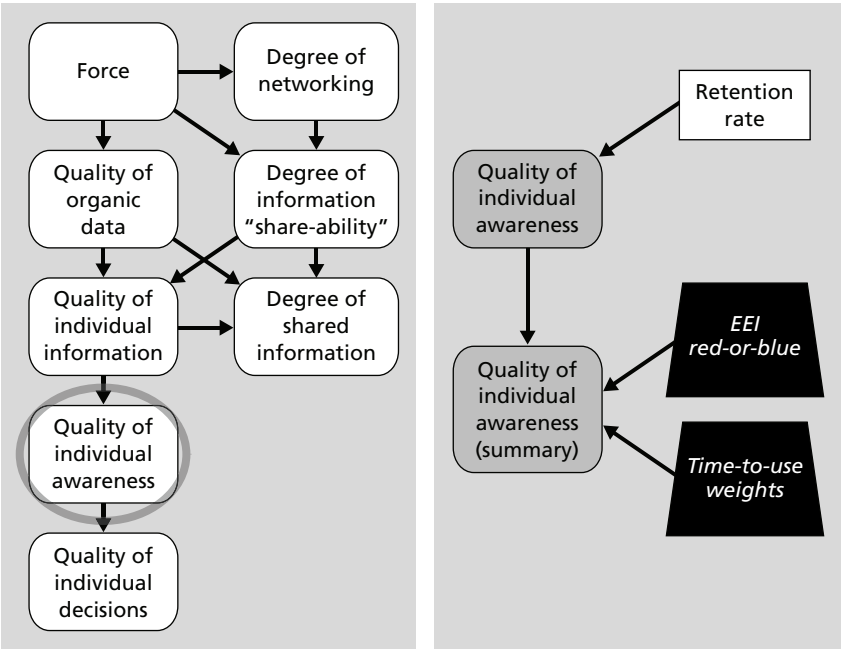 Force
Degree of
networking
Quality of
organic
data
Degree of
information
“share-ability”
Quality of
individual
information
Degree of
shared
information
Quality of
individual
awareness
Quality of
individual
decisions
Retention
rate
Quality of
individual
awareness
EEI
red-or-blue
Quality of
individual
awareness
(summary)
Time-to-use
weights